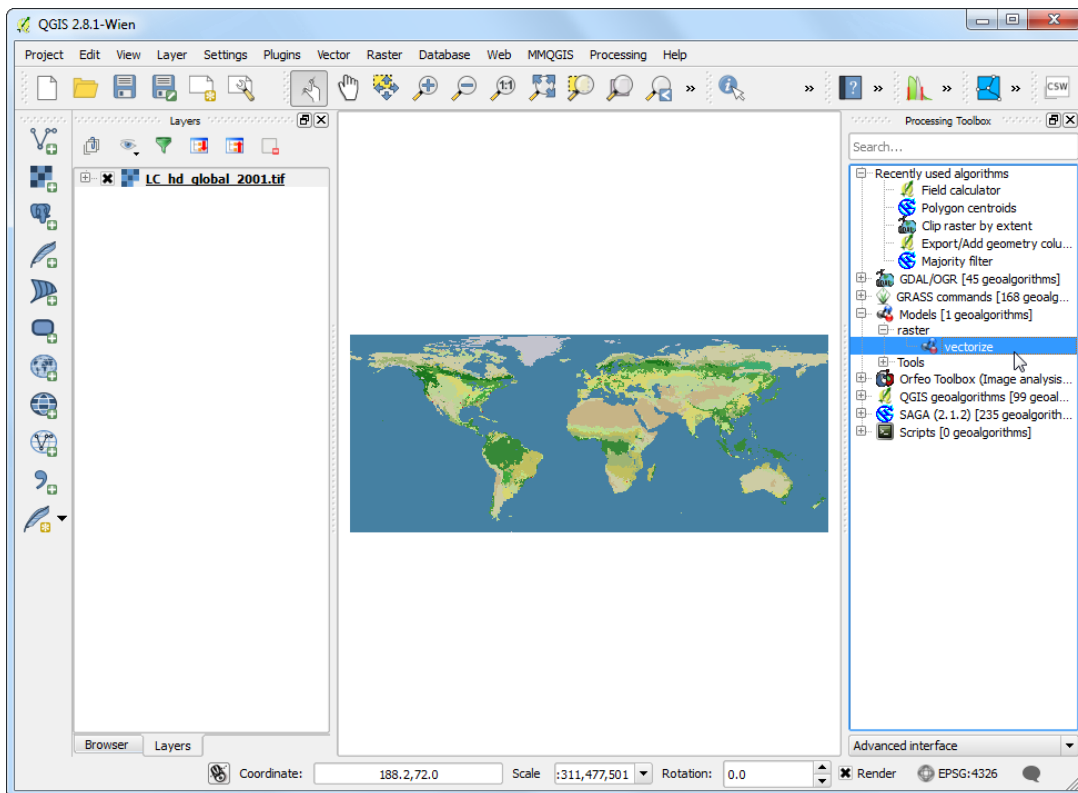 QGIS 2.8.1-Wien
Project Edit View Layer Settings Plugins Vector Raster Database Web MMQGIS Processing Help
1:1 » » ? » » » CSW
Layers
LC_hd_global_2001.tif
Browser Layers
Processing Toolbox
Search...
Recently used algorithms
Field calculator
Polygon centroids
Clip raster by extent
Export/Add geometry colu...
Majority filter
GDAL/OGR [45 geoalgorithms]
GRASS commands [168 geoalg...
Models [1 geoalgorithms]
raster
vectorize
Tools
Orfeo Toolbox (Image analysis...
QGIS geoalgorithms [99 geoal...
SAGA (2.1.2) [235 geoalgorith...
Scripts [0 geoalgorithms]
Advanced interface
Coordinate: 188.2,72.0 Scale :311,477,501 Rotation: 0.0 Render EPSG:4326